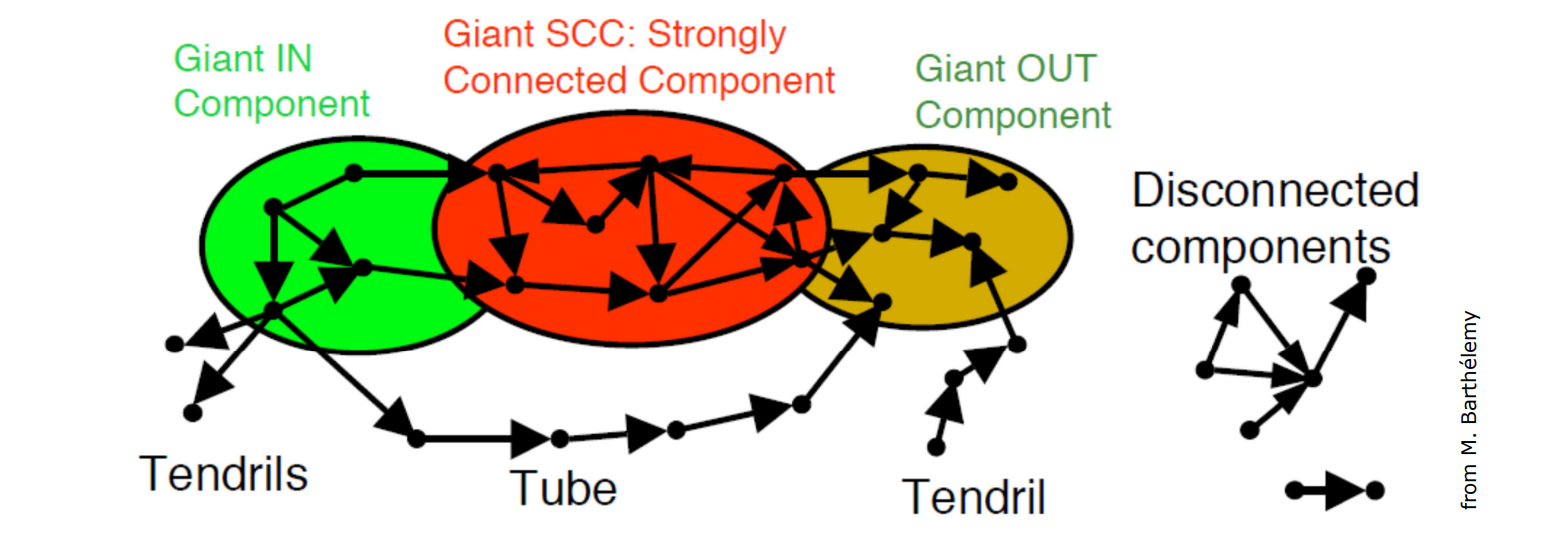 Giant IN
Component
Giant SCC: Strongly
Connected Component
Giant OUT
Component
Disconnected
components
Tendrils
Tube
Tendril
from M. Barthélemy